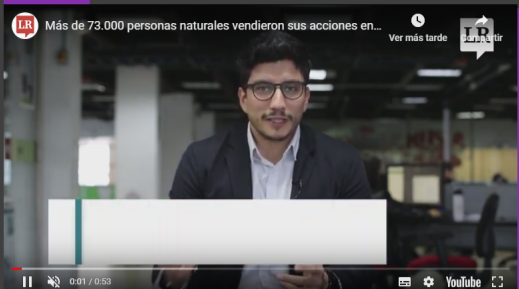 LR
Más de 73.000 personas naturales vendieron sus acciones en...
Ver más tarde
Compartir
LR
0:01 / 0:53
YouTube